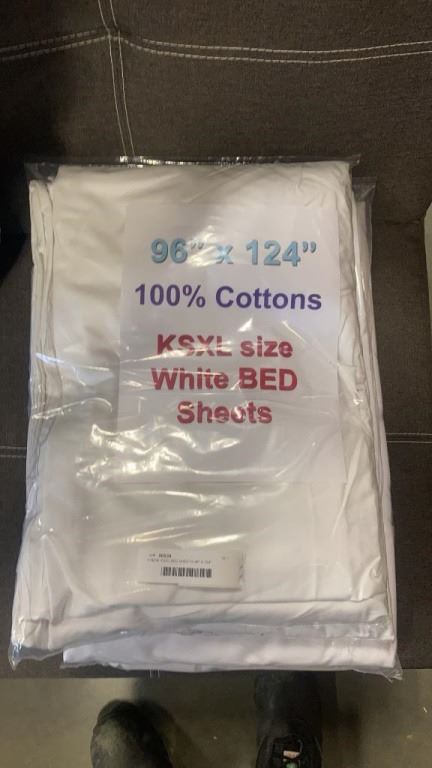 96" x 124"
100% Cottons
KSXL size
White BED
Sheets